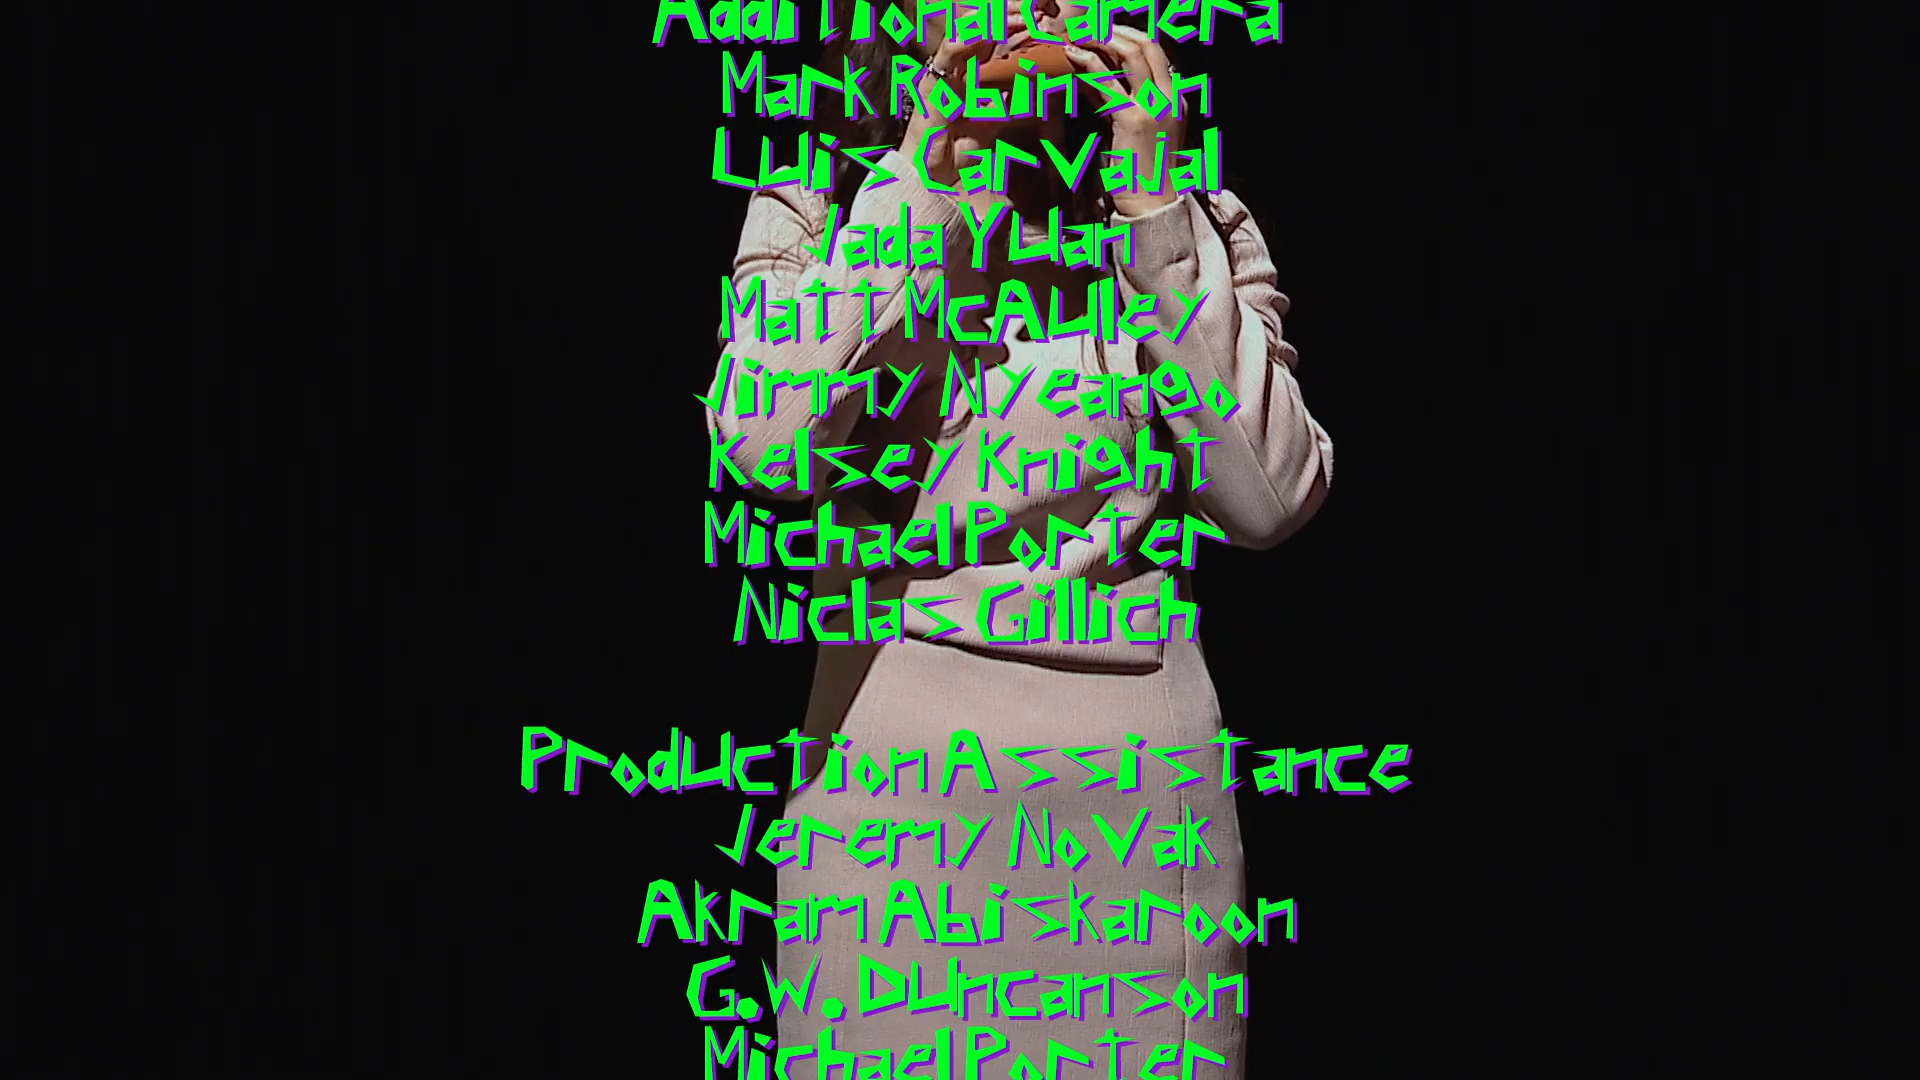 Additional Camera
Mark Robinson
Luis Carvajal
Jada Yuan
Matt McAuley
Jimmy Nyeango
Kelsey Knight
Michael Porter
Niclas Gillich
Production Assistance
Jeremy Novak
Akram Abiskaroon
G.W. Duncanson
Michael Porter